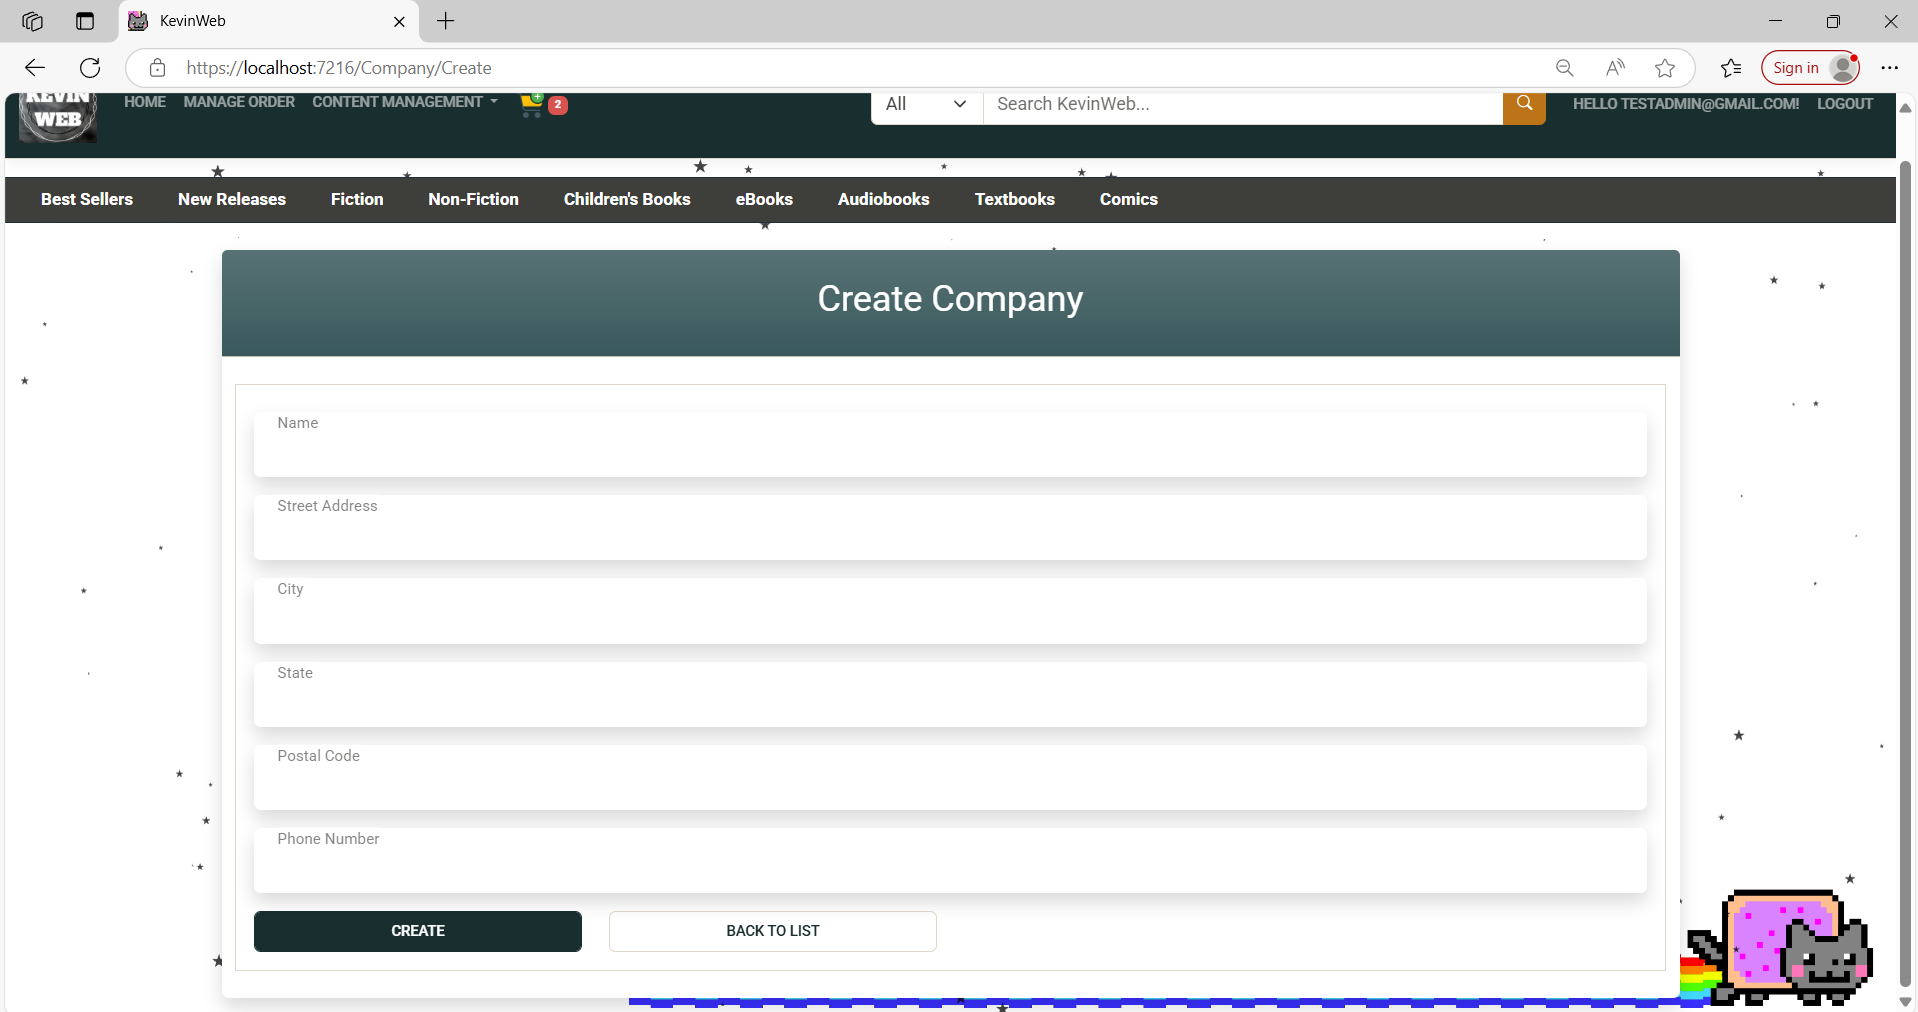 KevinWeb
https://localhost:7216/Company/Create
Sign in
KEVIN
WEB
HOME MANAGE ORDER CONTENT MANAGEMENT 2 All Search KevinWeb... HELLO TESTADMIN@GMAIL.COM! LOGOUT
Best Sellers New Releases Fiction Non-Fiction Children's Books eBooks Audiobooks Textbooks Comics
Create Company
Name
Street Address
City
State
Postal Code
Phone Number
CREATE BACK TO LIST